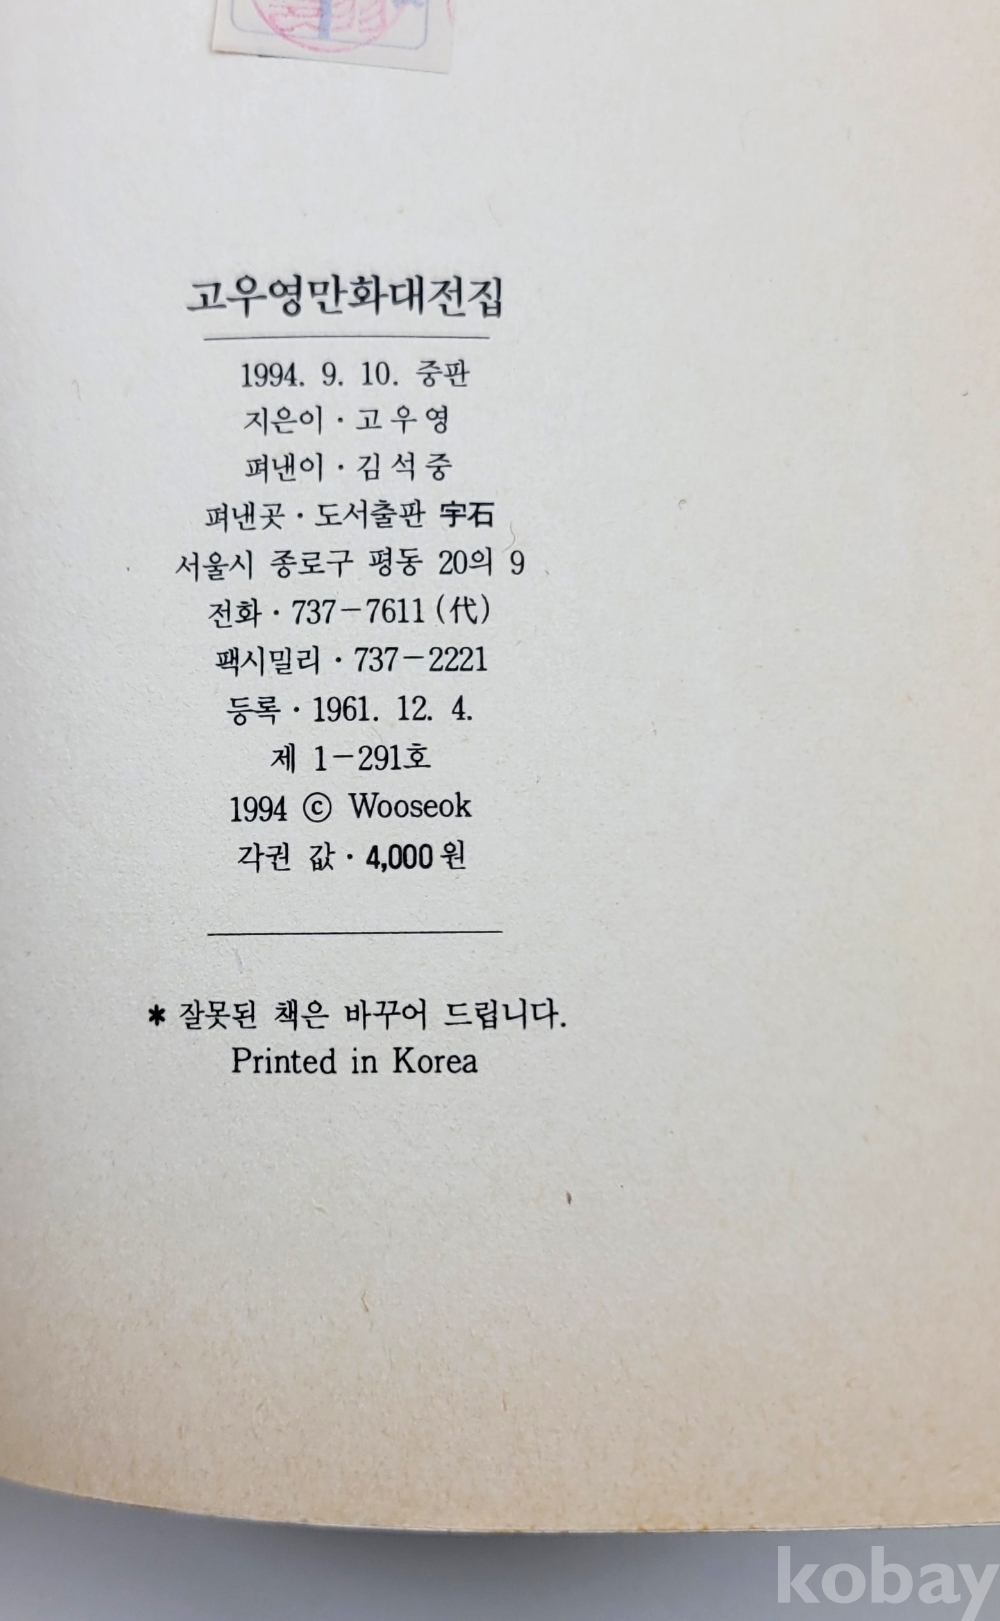 고우영만화대전집
1994. 9. 10. 중판
지은이 · 고우영
펴낸이 · 김석중
펴낸곳 · 도서출판 宇石
서울시 종로구 평동 20의 9
전화 · 737-7611 (代)
팩시밀리 · 737-2221
등록 · 1961. 12. 4.
제 1-291호
1994 ⓒ Wooseok
각권 값 · 4,000원
* 잘못된 책은 바꾸어 드립니다.
Printed in Korea
kobay